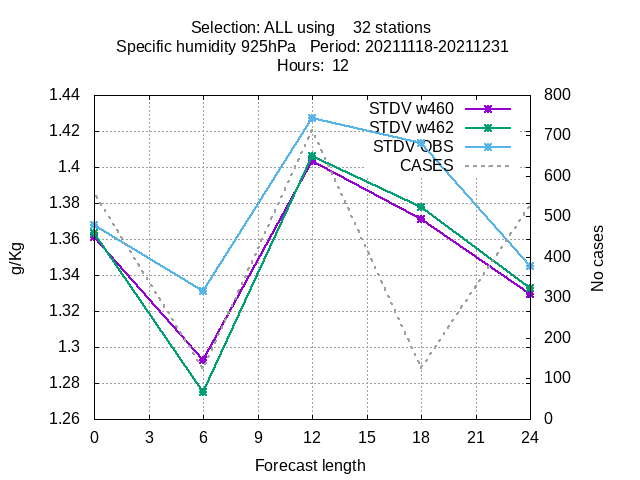 Selection: ALL using    32 stations
Specific humidity 925hPa   Period: 20211118-20211231
Hours:  12
1.44
1.42
1.4
1.38
1.36
1.34
1.32
1.3
1.28
1.26
g/Kg
STDV w460
STDV w462
STDV OBS
CASES
800
700
600
500
400
300
200
100
0
No cases
0 3 6 9 12 15 18 21 24
Forecast length